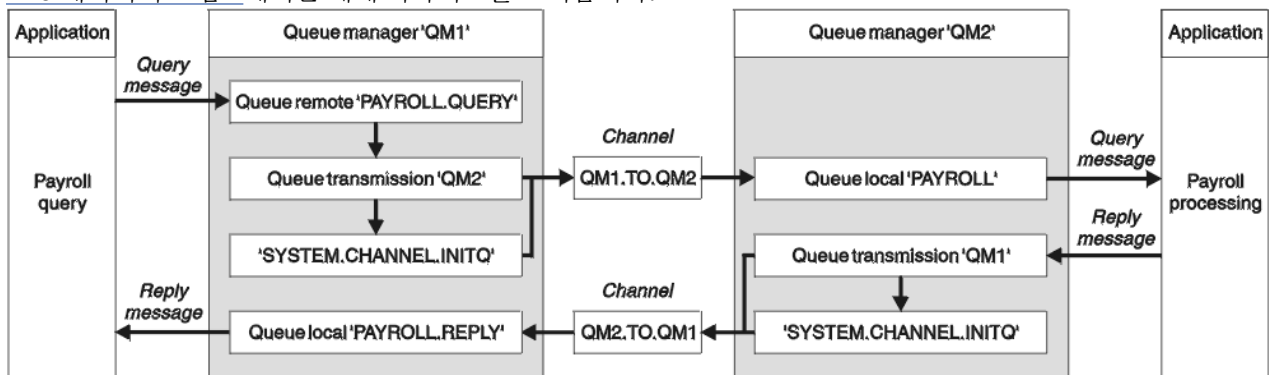 Application
Queue manager 'QM1'
Queue manager 'QM2'
Application
Query
message
Queue remote 'PAYROLL.QUERY'
Payroll
query
Queue transmission 'QM2'
'SYSTEM.CHANNEL.INITQ'
Channel
QM1.TO.QM2
Queue local 'PAYROLL'
Query
message
Payroll
processing
Reply
message
Queue transmission 'QM1'
'SYSTEM.CHANNEL.INITQ'
Channel
QM2.TO.QM1
Queue local 'PAYROLL.REPLY'
Reply
message